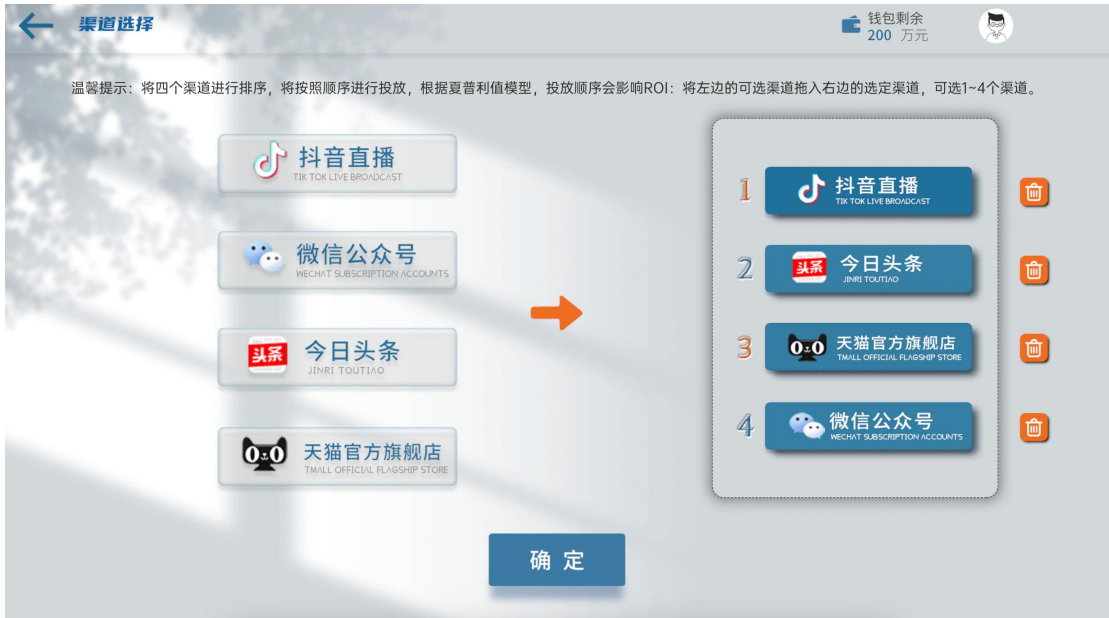 渠道选择
钱包剩余
200 万元
温馨提示：将四个渠道进行排序，将按照顺序进行投放，根据夏普利值模型，投放顺序会影响ROI：将左边的可选渠道拖入右边的选定渠道，可选1~4个渠道。
抖音直播
TIK TOK LIVE BROADCAST
微信公众号
WECHAT SUBSCRIPTION ACCOUNTS
头条
今日头条
JINRI TOUTIAO
天猫官方旗舰店
TMALL OFFICIAL FLAGSHIP STORE
1
抖音直播
TIK TOK LIVE BROADCAST
2
头条
今日头条
JINRI TOUTIAO
3
天猫官方旗舰店
TMALL OFFICIAL FLAGSHIP STORE
4
微信公众号
WECHAT SUBSCRIPTION ACCOUNTS
确定